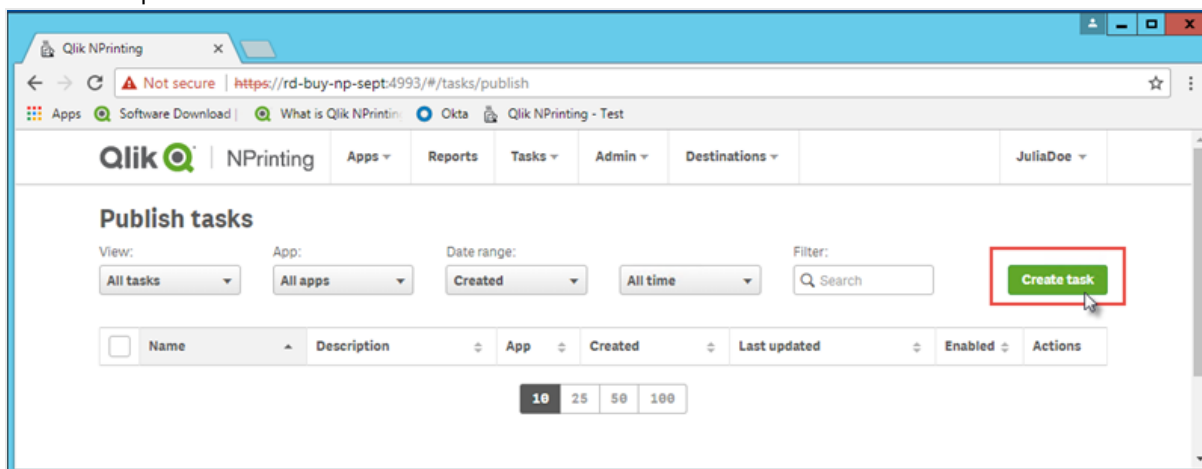 Qlik NPrinting
Not secure | https://rd-buy-np-sept:4993/#/tasks/publish
Apps Software Download | What is Qlik NPrintin Okta Qlik NPrinting - Test
Qlik NPrinting Apps Reports Tasks Admin Destinations JuliaDoe
Publish tasks
View: App: Date range: Filter:
All tasks All apps Created All time Search Create task
Name Description App Created Last updated Enabled Actions
10 25 50 100